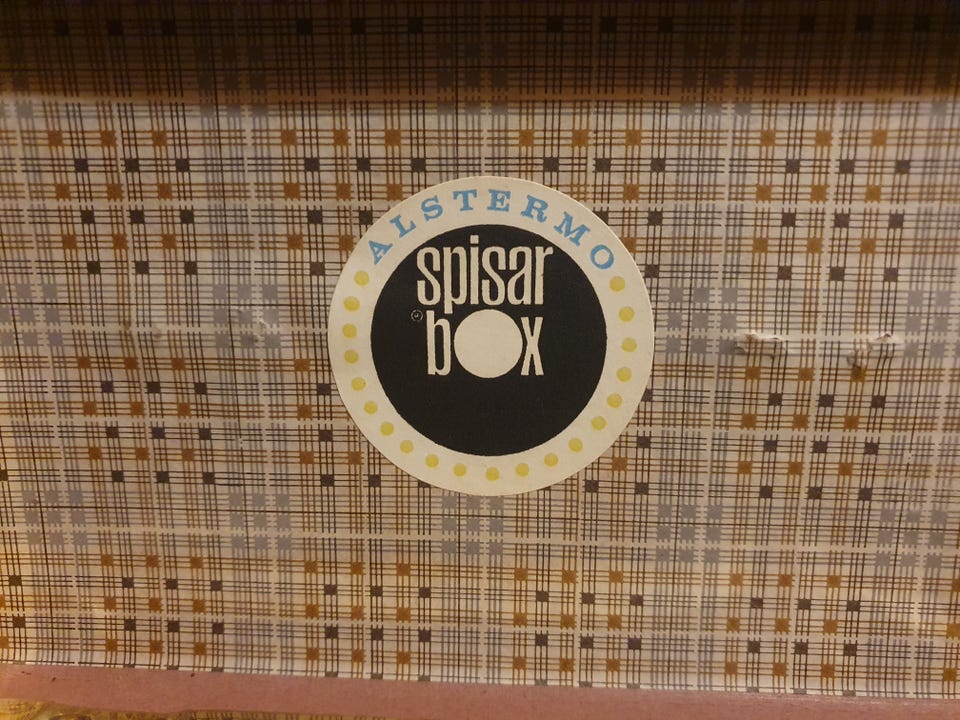 ALSTERMO
spisar
box